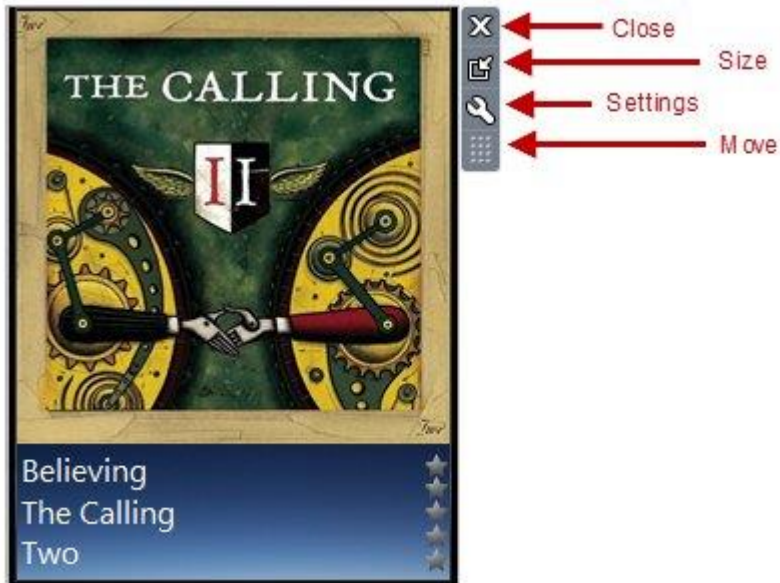 THE CALLING
II
Believing
The Calling
Two
Close
Size
Settings
Move